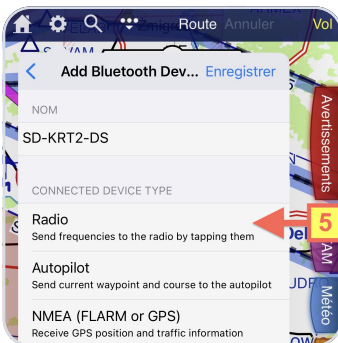 Route Annuler Vol
Add Bluetooth Dev... Enregistrer
NOM
SD-KRT2-DS
CONNECTED DEVICE TYPE
Radio
Send frequencies to the radio by tapping them
5
Autopilot
Send current waypoint and course to the autopilot
NMEA (FLARM or GPS)
Receive GPS position and traffic information
Avertissements
AM
Météo